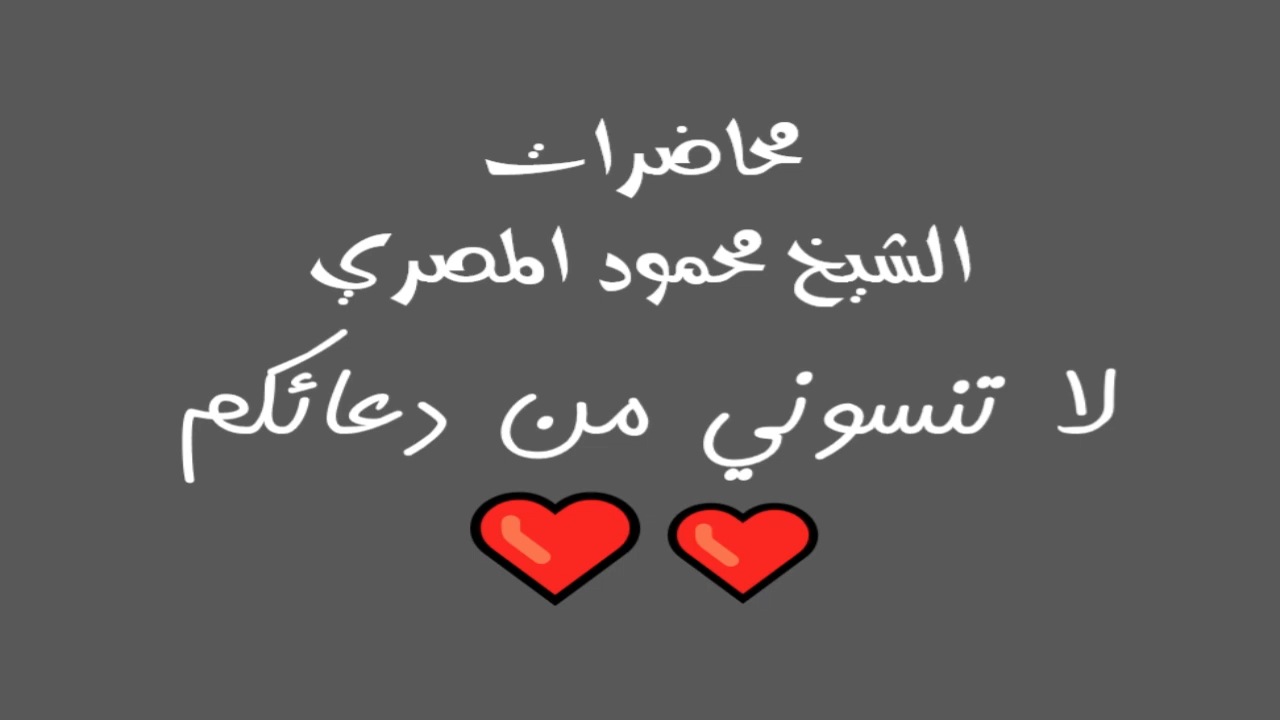 محاضرات
الشيخ محمود المصري
لا تنسوني من دعائكم